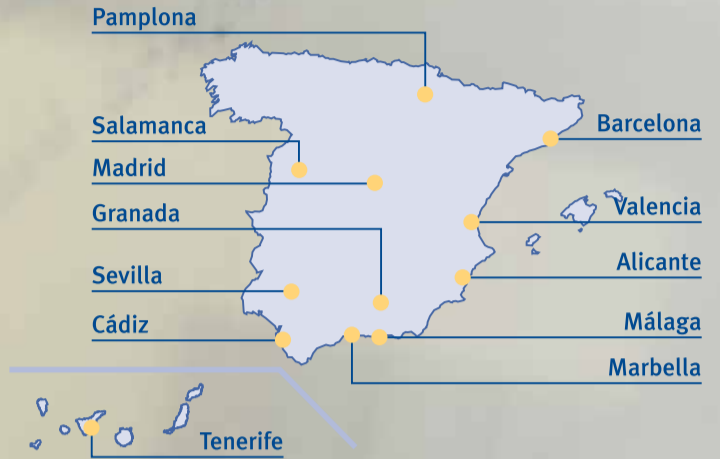 Pamplona
Salamanca
Barcelona
Madrid
Granada
Valencia
Alicante
Sevilla
Cádiz
Málaga
Marbella
Tenerife